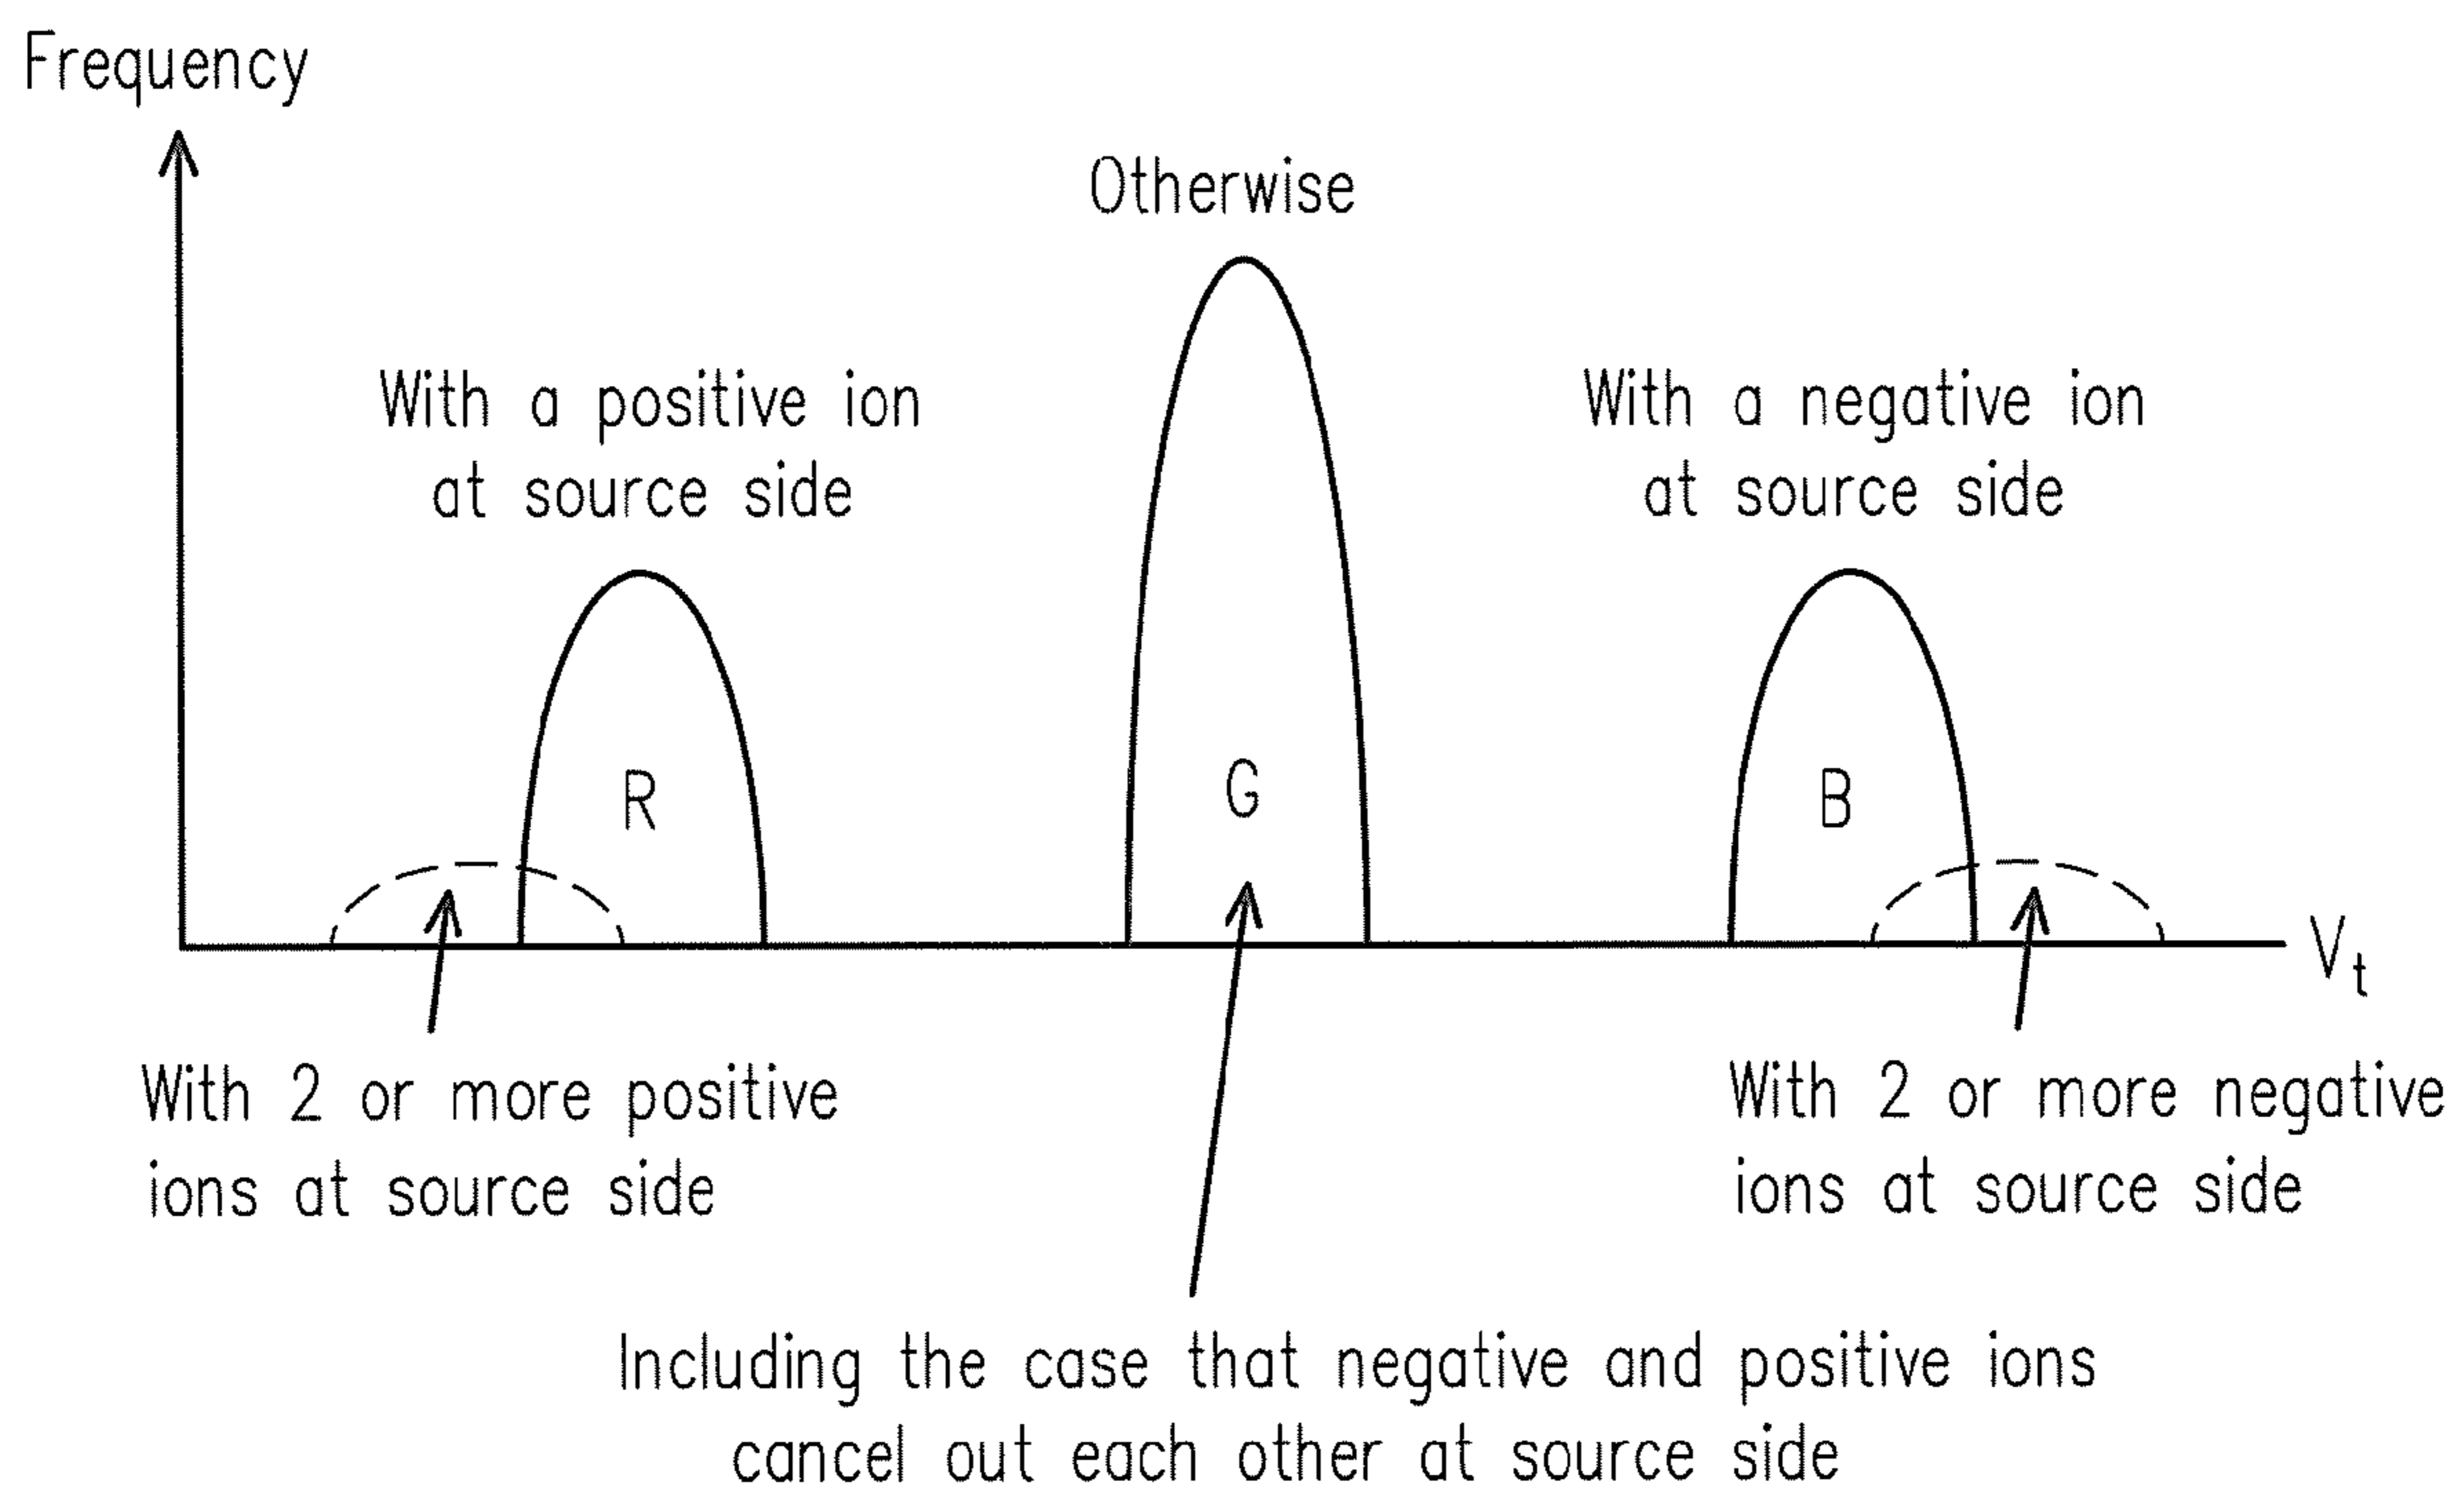 Frequency
Otherwise
With a positive ion
at source side
With a negative ion
at source side
R
G
B
Vt
With 2 or more positive
ions at source side
With 2 or more negative
ions at source side
Including the case that negative and positive ions
cancel out each other at source side